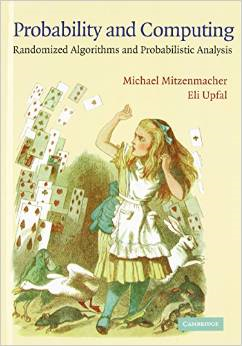 Probability and Computing
Randomized Algorithms and Probabilistic Analysis
Michael Mitzenmacher
Eli Upfal
CAMBRIDGE